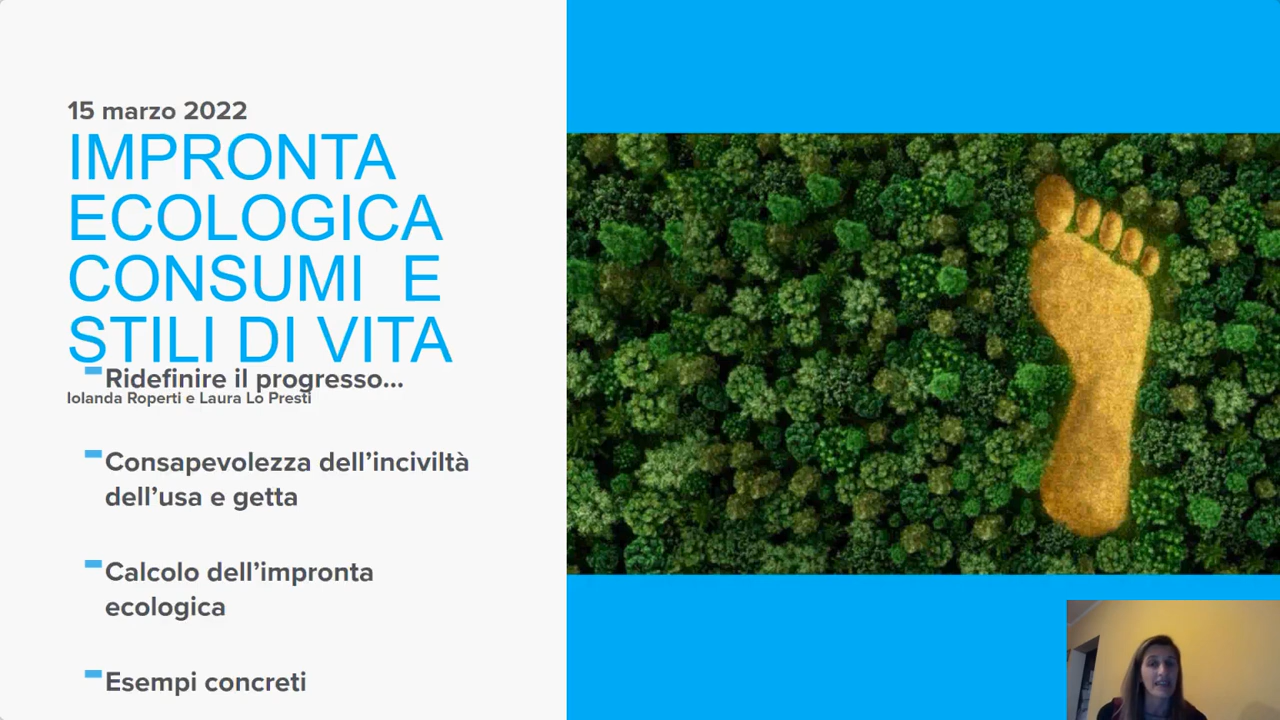 15 marzo 2022
IMPRONTA
ECOLOGICA
CONSUMI E
STILI DI VITA
Ridefinire il progresso...
Iolanda Roperti e Laura Lo Presti
Consapevolezza dell'inciviltà
dell'usa e getta
Calcolo dell'impronta
ecologica
Esempi concreti